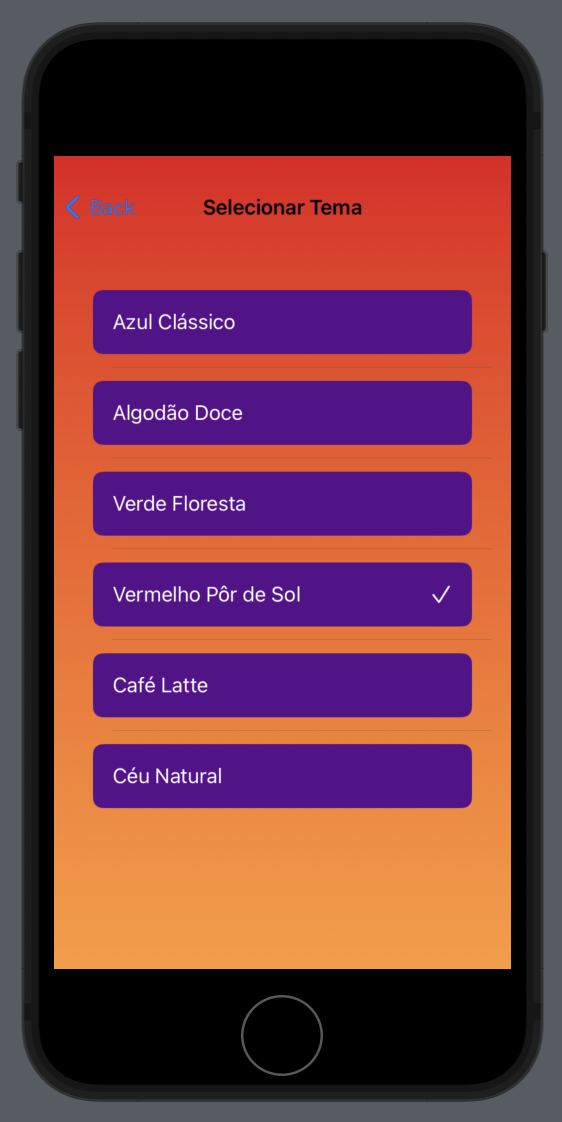 Back
Selecionar Tema
Azul Clássico
Algodão Doce
Verde Floresta
Vermelho Pôr de Sol
Café Latte
Céu Natural